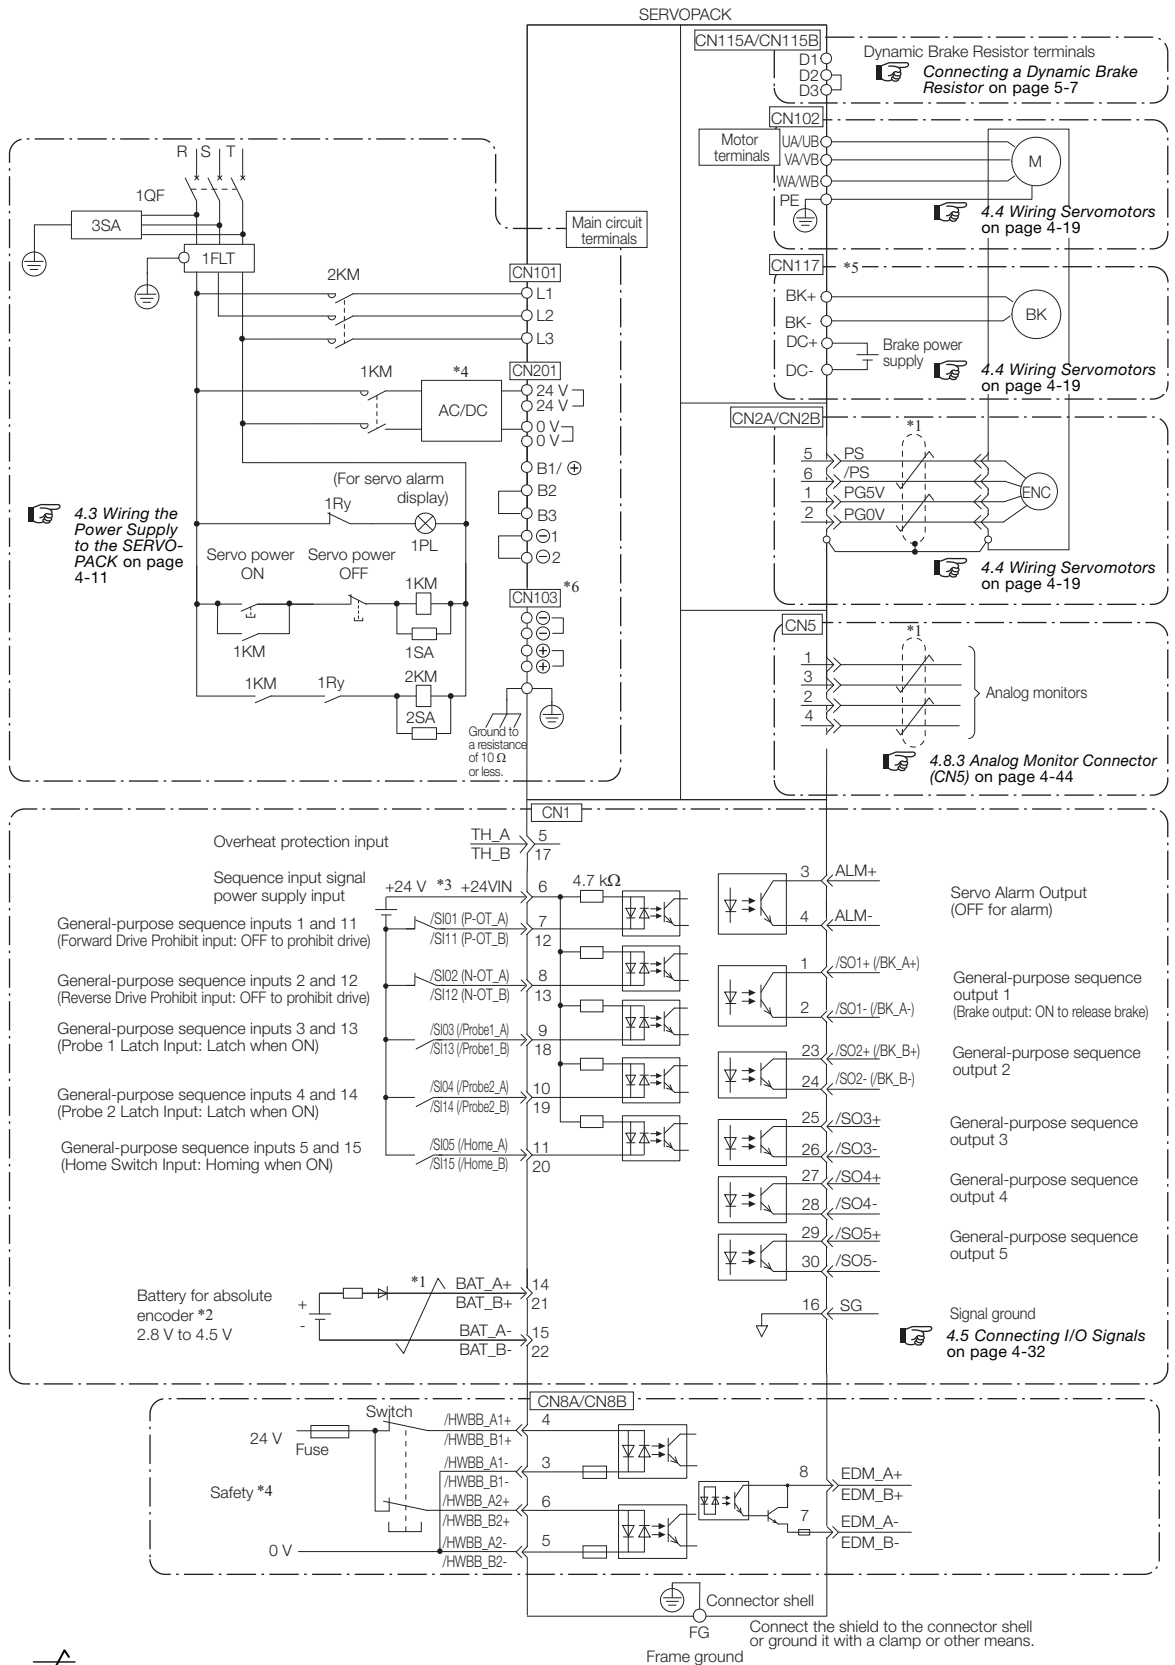 SERVOPACK
CN115A/CN115B
D1
D2
D3
Dynamic Brake Resistor terminals
Connecting a Dynamic Brake
Resistor on page 5-7
CN102
Motor
terminals
UA/UB
VA/VB
WA/WB
PE
M
4.4 Wiring Servomotors
on page 4-19
R S T
1QF
3SA
1FLT
Main circuit
terminals
2KM
CN101
L1
L2
L3
CN117
*5
BK+
BK-
DC+
DC-
BK
Brake power
supply
4.4 Wiring Servomotors
on page 4-19
1KM
*4
AC/DC
CN201
24 V
24 V
0 V
0 V
B1/ ⊕
B2
B3
⊖1
⊖2
CN2A/CN2B
*1
5 PS
6 /PS
1 PG5V
2 PG0V
ENC
4.4 Wiring Servomotors
on page 4-19
4.3 Wiring the
Power Supply
to the SERVO-
PACK on page
4-11
(For servo alarm
display)
1Ry
1PL
Servo power
ON
Servo power
OFF
1KM
1KM
1SA
1KM
1Ry
2KM
2SA
CN103
*6
⊖
⊖
⊕
⊕
Ground to
a resistance
of 10 Ω
or less.
CN5
*1
1
3
2
4
Analog monitors
4.8.3 Analog Monitor Connector
(CN5) on page 4-44
CN1
Overheat protection input
TH_A 5
TH_B 17
Sequence input signal
power supply input
+24 V *3 +24VIN 6
4.7 kΩ
General-purpose sequence inputs 1 and 11
(Forward Drive Prohibit input: OFF to prohibit drive)
/SI01 (P-OT_A) 7
/SI11 (P-OT_B) 12
General-purpose sequence inputs 2 and 12
(Reverse Drive Prohibit input: OFF to prohibit drive)
/SI02 (N-OT_A) 8
/SI12 (N-OT_B) 13
General-purpose sequence inputs 3 and 13
(Probe 1 Latch Input: Latch when ON)
/SI03 (/Probe1_A) 9
/SI13 (/Probe1_B) 18
General-purpose sequence inputs 4 and 14
(Probe 2 Latch Input: Latch when ON)
/SI04 (/Probe2_A) 10
/SI14 (/Probe2_B) 19
General-purpose sequence inputs 5 and 15
(Home Switch Input: Homing when ON)
/SI05 (/Home_A) 11
/SI15 (/Home_B) 20
3 ALM+
4 ALM-
Servo Alarm Output
(OFF for alarm)
1 /SO1+ (/BK_A+)
2 /SO1- (/BK_A-)
General-purpose sequence
output 1
(Brake output: ON to release brake)
23 /SO2+ (/BK_B+)
24 /SO2- (/BK_B-)
General-purpose sequence
output 2
25 /SO3+
26 /SO3-
General-purpose sequence
output 3
27 /SO4+
28 /SO4-
General-purpose sequence
output 4
29 /SO5+
30 /SO5-
General-purpose sequence
output 5
Battery for absolute
encoder *2
2.8 V to 4.5 V
+
-
*1
BAT_A+ 14
BAT_B+ 21
BAT_A- 15
BAT_B- 22
16 SG
Signal ground
4.5 Connecting I/O Signals
on page 4-32
CN8A/CN8B
Switch
24 V
Fuse
Safety *4
0 V
/HWBB_A1+ 4
/HWBB_B1+
/HWBB_A1- 3
/HWBB_B1-
/HWBB_A2+ 6
/HWBB_B2+
/HWBB_A2- 5
/HWBB_B2-
8 EDM_A+
EDM_B+
7 EDM_A-
EDM_B-
Connector shell
FG
Frame ground
Connect the shield to the connector shell
or ground it with a clamp or other means.